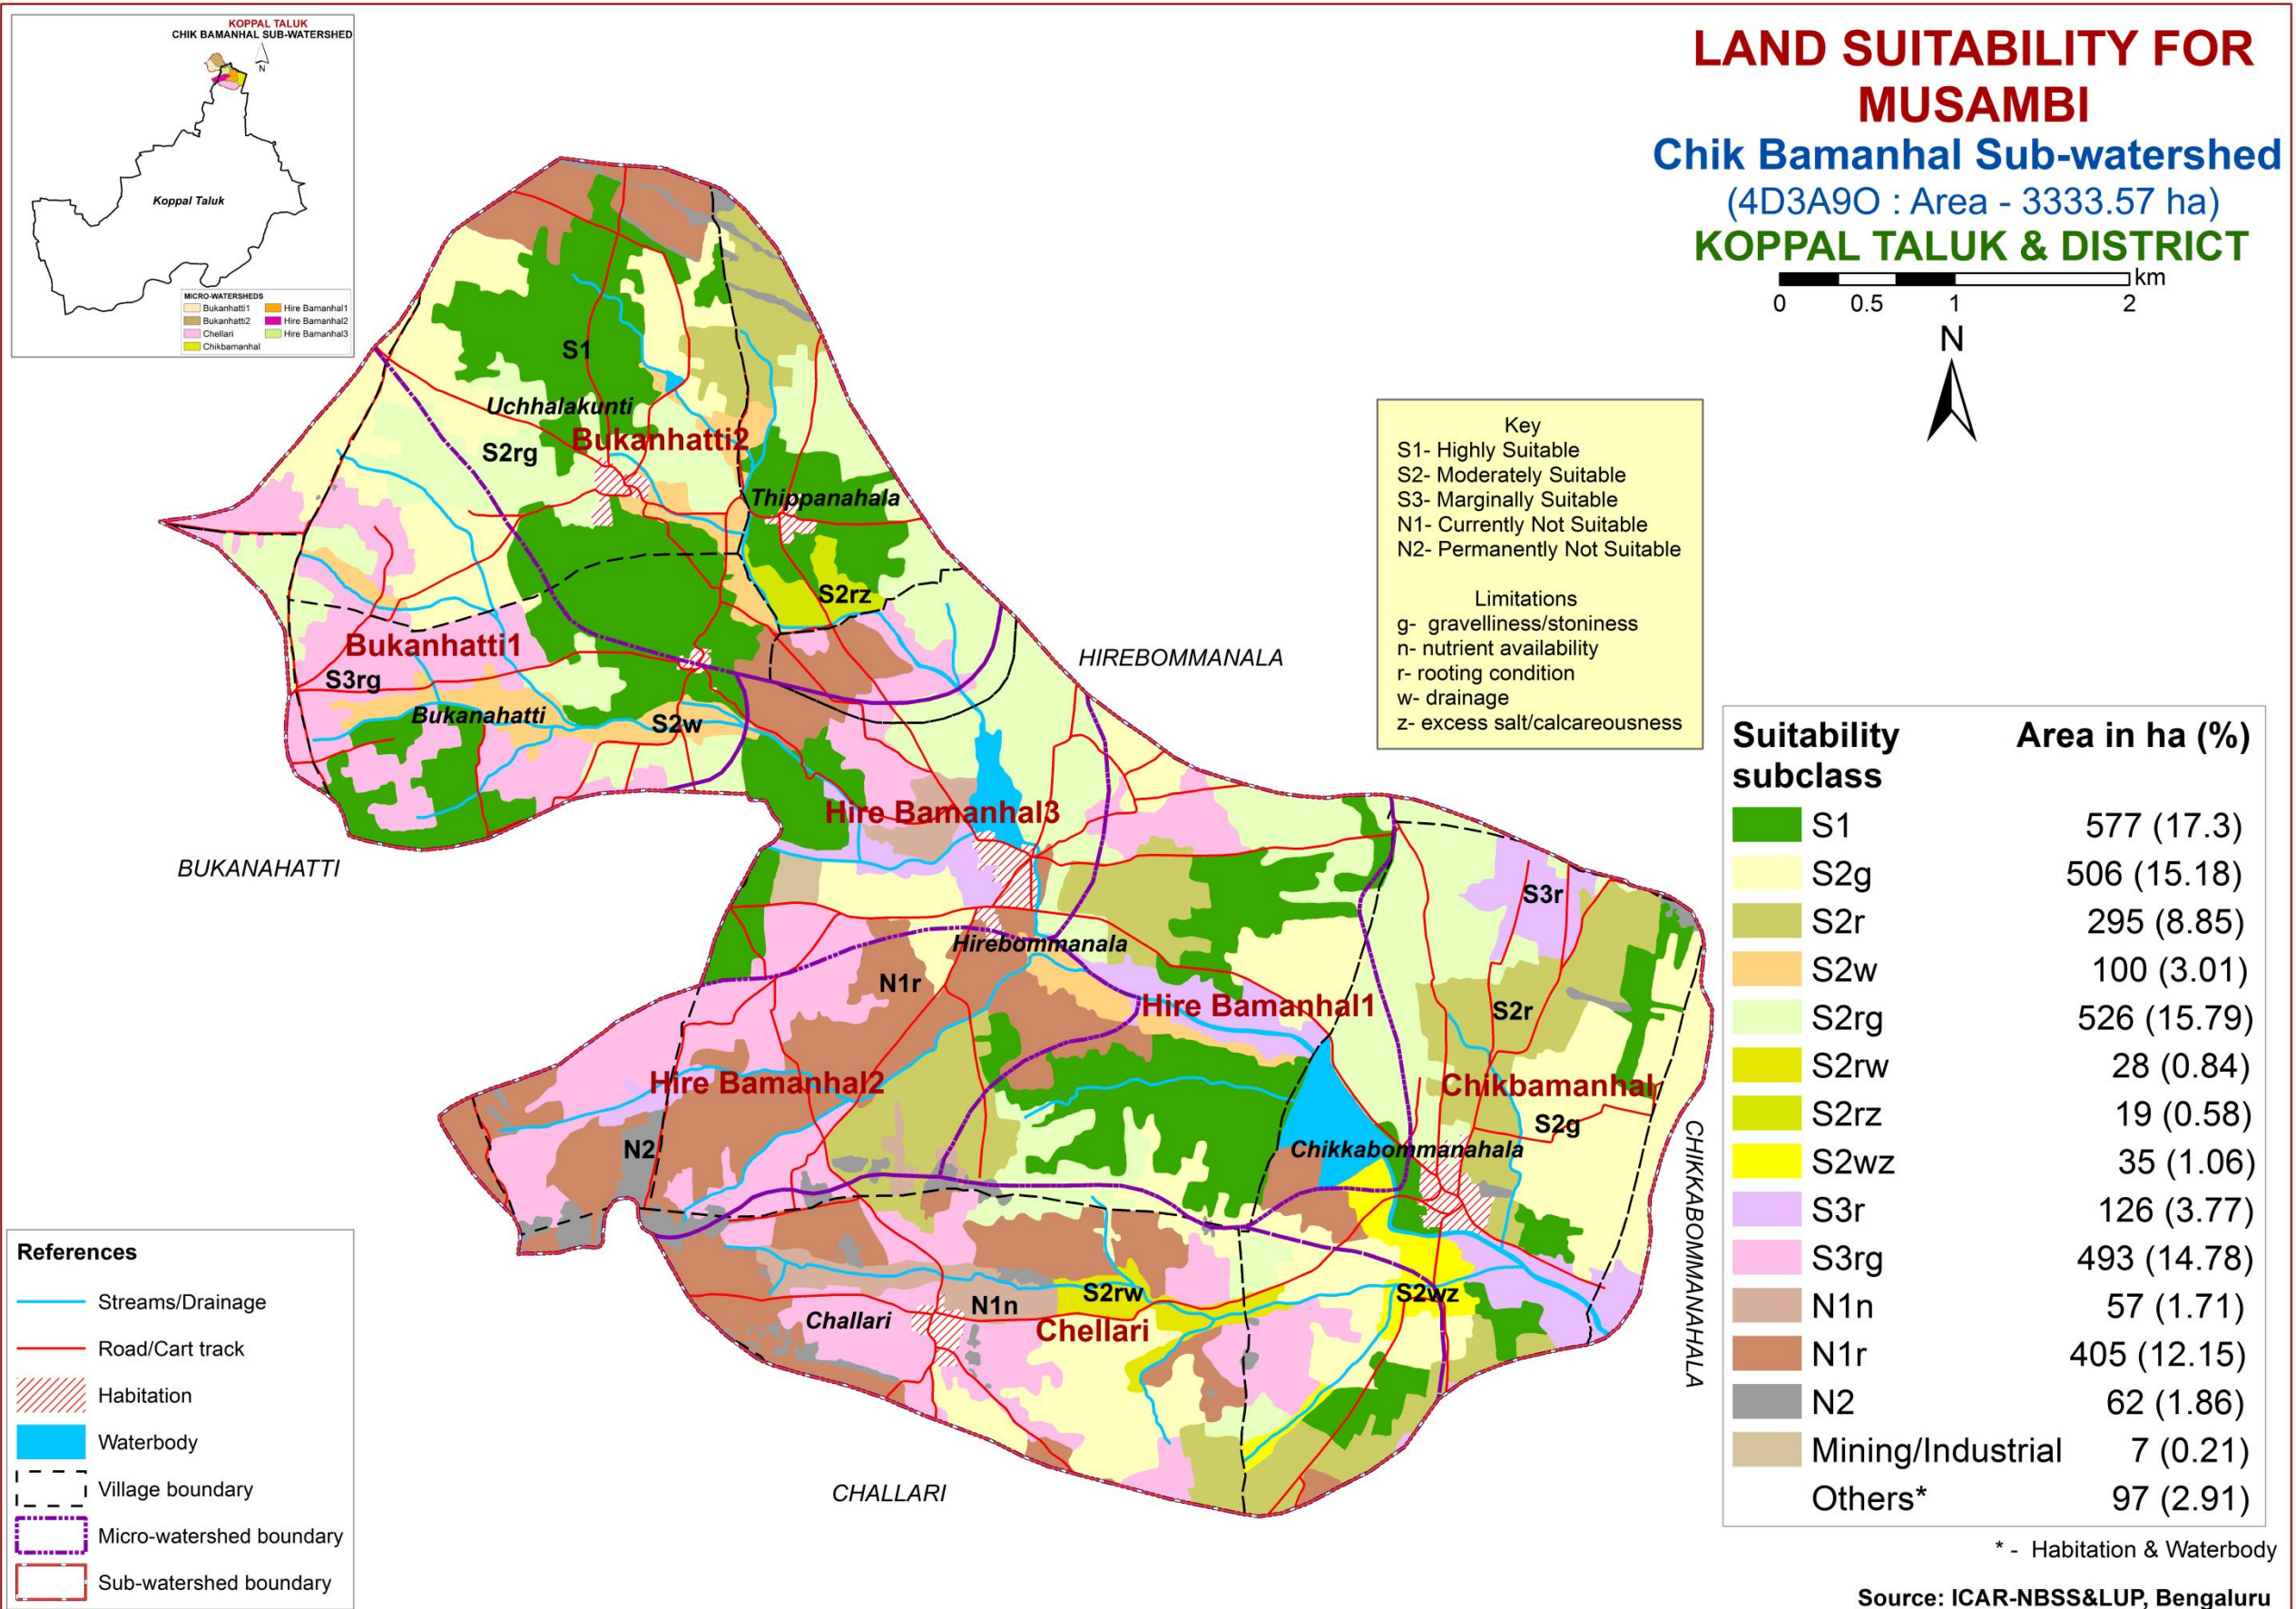 KOPPAL TALUK
CHIK BAMANHAL SUB-WATERSHED
N
Koppal Taluk
MICRO-WATERSHEDS
Bukanhatti1
Hire Bamanhal1
Bukanhatti2
Hire Bamanhal2
Chellari
Hire Bamanhal3
Chikbamanhal
LAND SUITABILITY FOR
MUSAMBI
Chik Bamanhal Sub-watershed
(4D3A9O : Area - 3333.57 ha)
KOPPAL TALUK & DISTRICT
km
0 0.5 1 2
N
Key
S1- Highly Suitable
S2- Moderately Suitable
S3- Marginally Suitable
N1- Currently Not Suitable
N2- Permanently Not Suitable
Limitations
g- gravelliness/stoniness
n- nutrient availability
r- rooting condition
w- drainage
z- excess salt/calcareousness
S1
Uchhalakunti
Bukanhatti2
S2rg
Thippanahala
S2rz
Bukanhatti1
HIREBOMMANALA
S3rg
Bukanahatti
S2w
Hire Bamanhal3
BUKANAHATTI
S3r
Hirebommanala
N1r
Hire Bamanhal1
S2r
Hire Bamanhal2
Chikbamanhal
S2g
N2
Chikkabommanahala
CHIKKABOMMANAHALA
S2rw
S2wz
N1n
Challari
Chellari
CHALLARI
Suitability subclass Area in ha (%)
S1 577 (17.3)
S2g 506 (15.18)
S2r 295 (8.85)
S2w 100 (3.01)
S2rg 526 (15.79)
S2rw 28 (0.84)
S2rz 19 (0.58)
S2wz 35 (1.06)
S3r 126 (3.77)
S3rg 493 (14.78)
N1n 57 (1.71)
N1r 405 (12.15)
N2 62 (1.86)
Mining/Industrial 7 (0.21)
Others* 97 (2.91)
* - Habitation & Waterbody
Source: ICAR-NBSS&LUP, Bengaluru
References
Streams/Drainage
Road/Cart track
Habitation
Waterbody
Village boundary
Micro-watershed boundary
Sub-watershed boundary